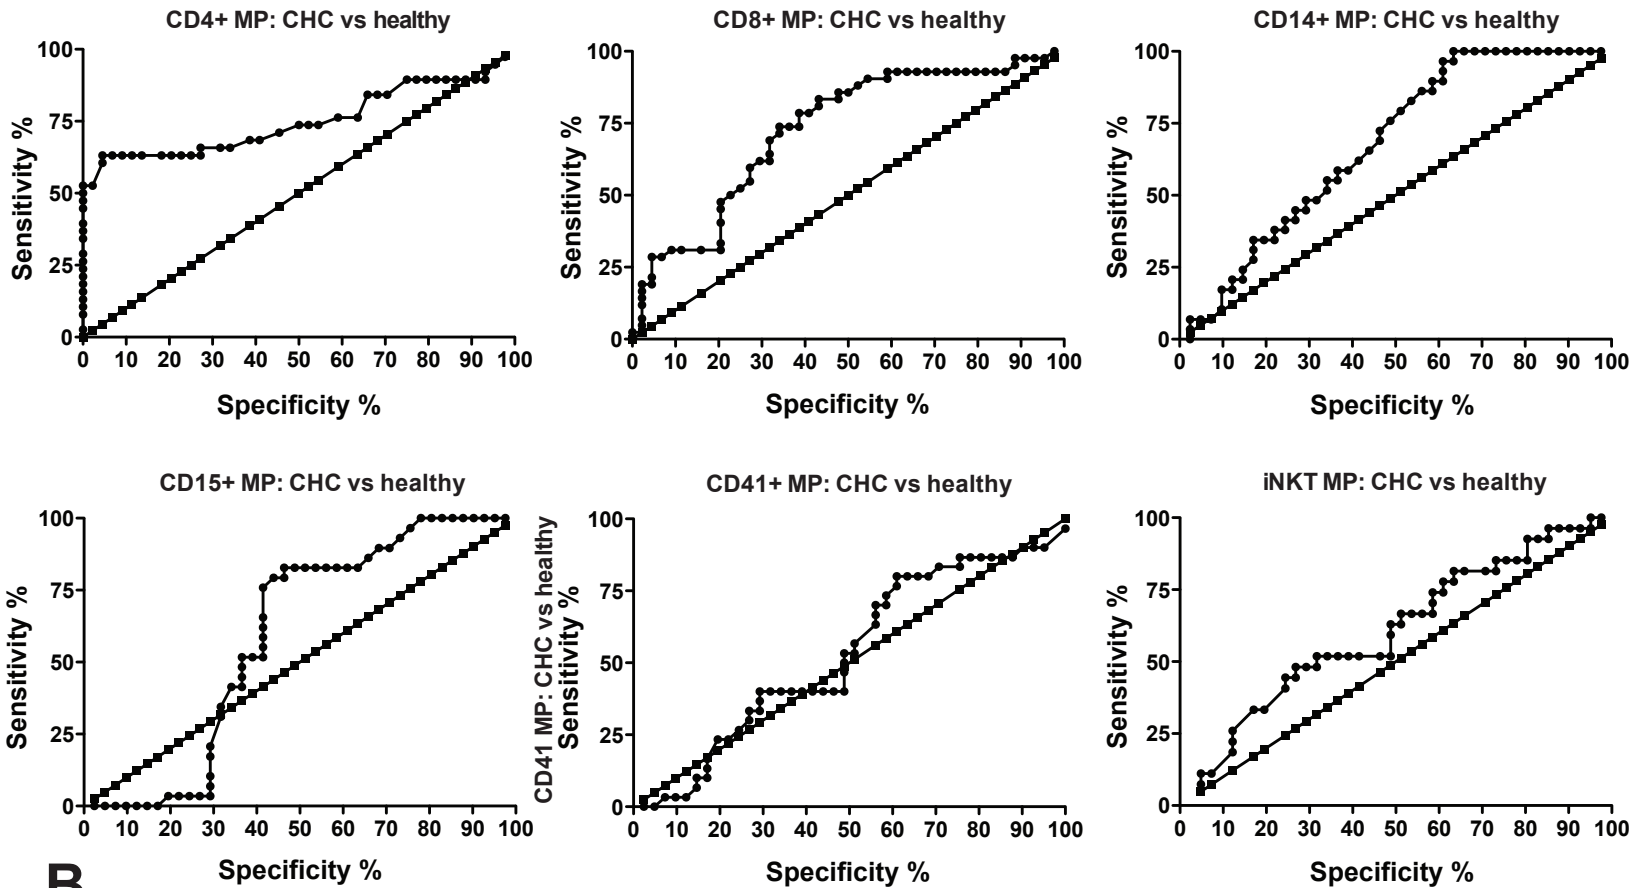 CD4+ MP: CHC vs healthy
100
75
50
25
0
Sensitivity %
0 10 20 30 40 50 60 70 80 90 100
Specificity %
CD8+ MP: CHC vs healthy
100
75
50
25
0
Sensitivity %
0 10 20 30 40 50 60 70 80 90 100
Specificity %
CD14+ MP: CHC vs healthy
100
75
50
25
0
Sensitivity %
0 10 20 30 40 50 60 70 80 90 100
Specificity %
CD15+ MP: CHC vs healthy
100
75
50
25
0
Sensitivity %
0 10 20 30 40 50 60 70 80 90 100
Specificity %
CD41+ MP: CHC vs healthy
CD41 MP: CHC vs healthy
100
75
50
25
0
Sensitivity %
0 10 20 30 40 50 60 70 80 90 100
Specificity %
iNKT MP: CHC vs healthy
100
75
50
25
0
Sensitivity %
0 10 20 30 40 50 60 70 80 90 100
Specificity %
B